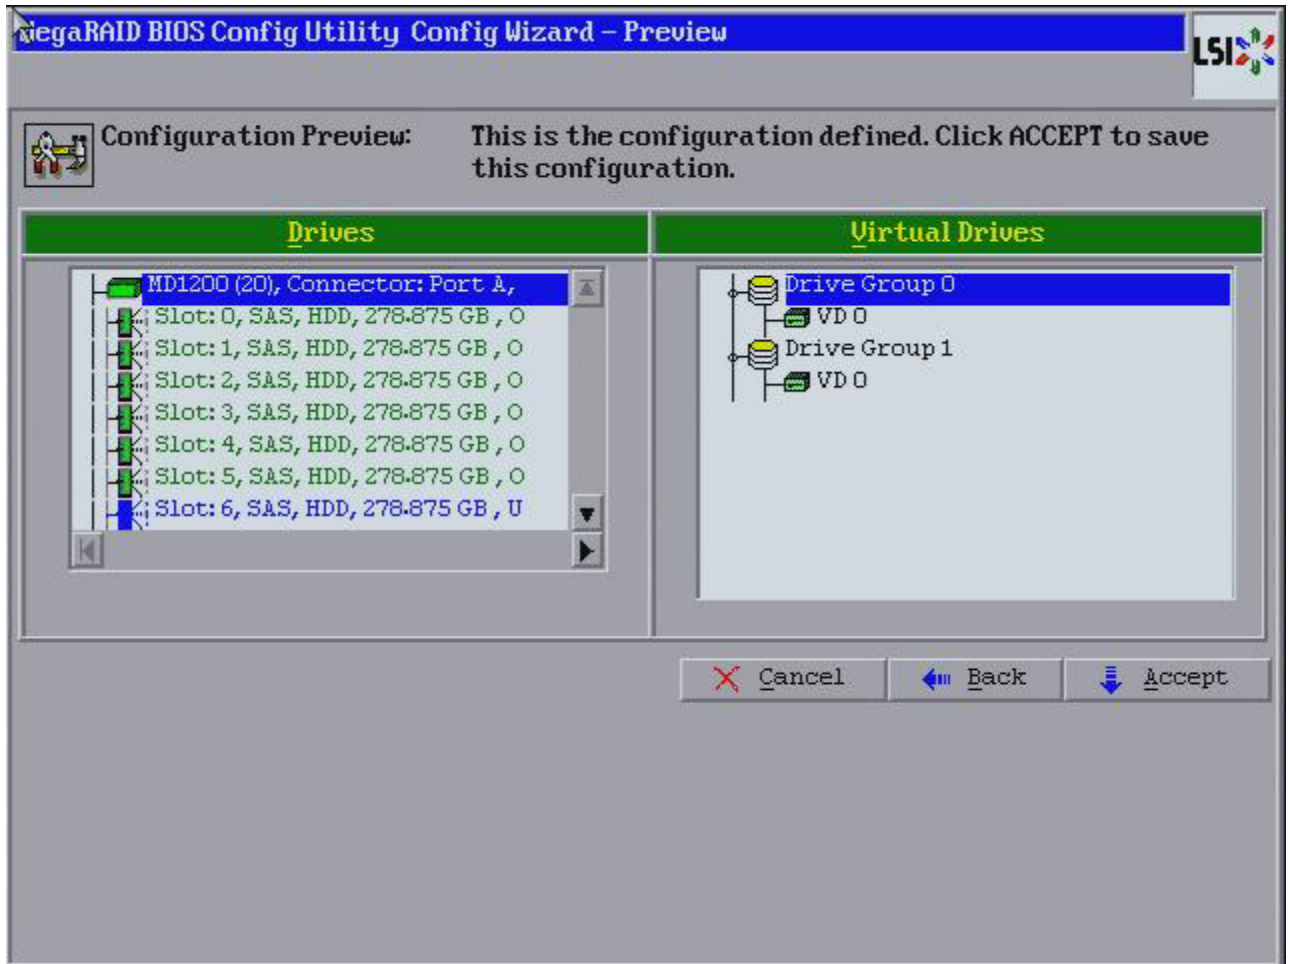 MegaRAID BIOS Config Utility Config Wizard – Preview
LSI
Configuration Preview: This is the configuration defined. Click ACCEPT to save
this configuration.
Drives
Virtual Drives
MD1200 (20), Connector: Port A,
Slot: 0, SAS, HDD, 278.875 GB , O
Slot: 1, SAS, HDD, 278.875 GB , O
Slot: 2, SAS, HDD, 278.875 GB , O
Slot: 3, SAS, HDD, 278.875 GB , O
Slot: 4, SAS, HDD, 278.875 GB , O
Slot: 5, SAS, HDD, 278.875 GB , O
Slot: 6, SAS, HDD, 278.875 GB , U
Drive Group 0
VD 0
Drive Group 1
VD 0
Cancel
Back
Accept